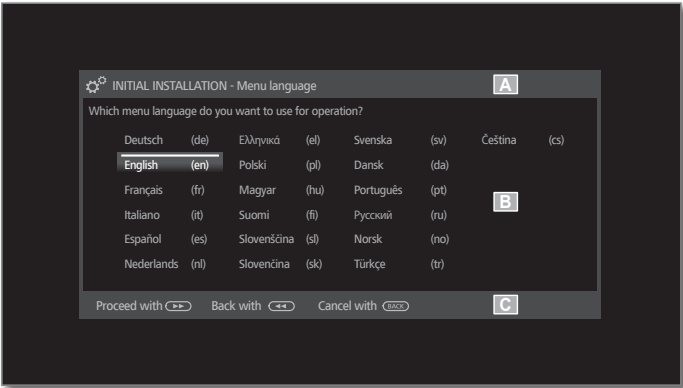 INITIAL INSTALLATION - Menu language A
Which menu language do you want to use for operation?
Deutsch (de) Ελληνικά (el) Svenska (sv) Čeština (cs)
English (en) Polski (pl) Dansk (da)
Français (fr) Magyar (hu) Português (pt)
B
Italiano (it) Suomi (fi) Русский (ru)
Español (es) Slovenščina (sl) Norsk (no)
Nederlands (nl) Slovenčina (sk) Türkçe (tr)
Proceed with Back with Cancel with BACK C